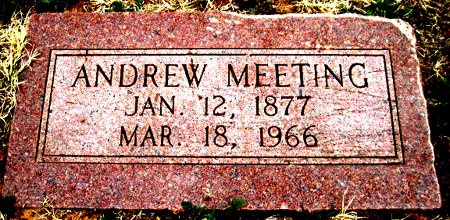 ANDREW MEETING
JAN. 12, 1877
MAR. 18, 1966